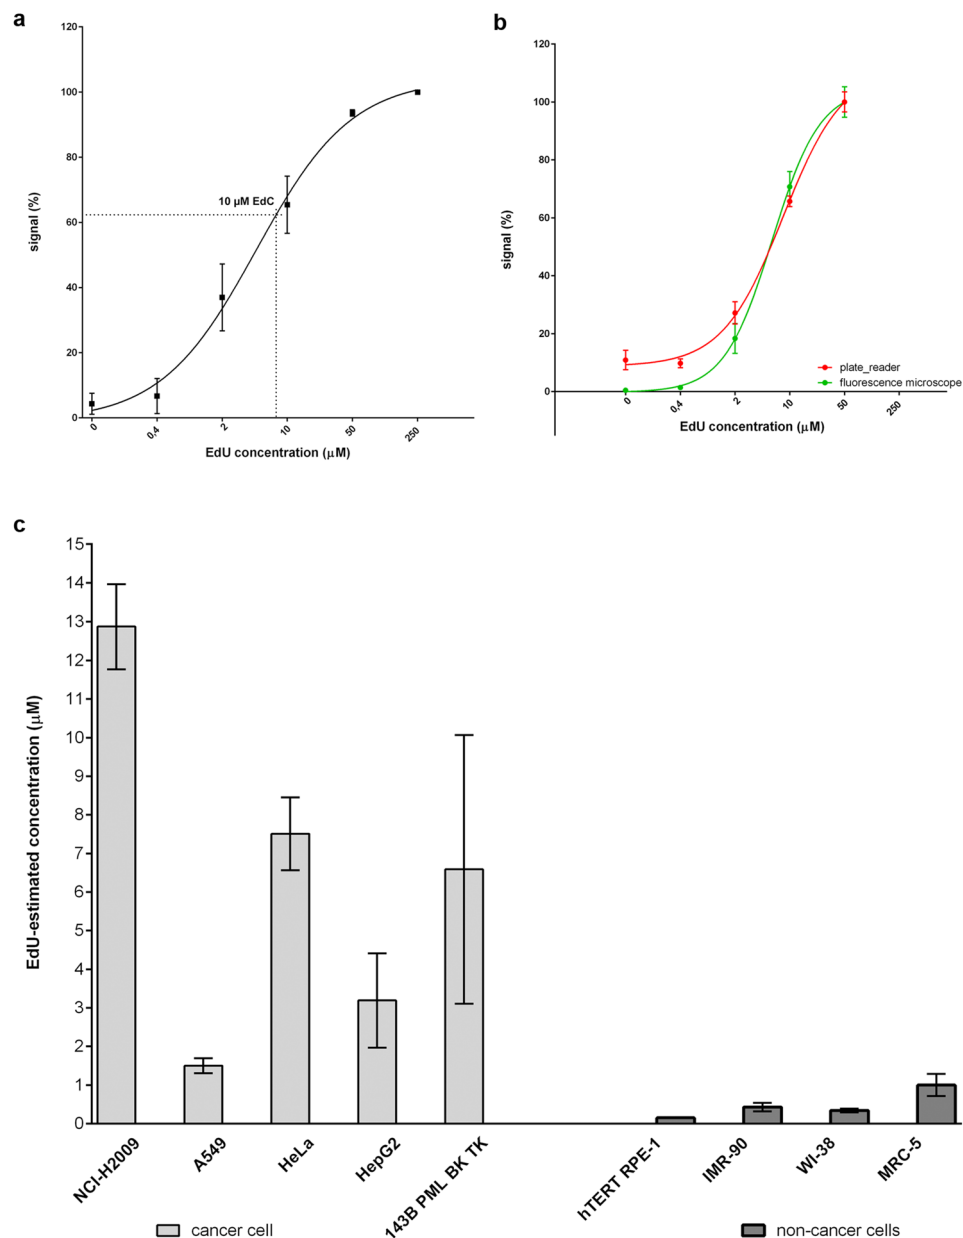 a
120
100
80
60
40
20
0
signal (%)
10 µM EdC
0
0,4
2
10
50
250
EdU concentration (µM)
b
120
100
80
60
40
20
0
signal (%)
plate_reader
fluorescence microscope
0
0,4
2
10
50
250
EdU concentration (µM)
c
15
14
13
12
11
10
9
8
7
6
5
4
3
2
1
0
EdU-estimated concentration (µM)
NCI-H2009
A549
HeLa
HepG2
143B PML BK TK
hTERT RPE-1
IMR-90
WI-38
MRC-5
cancer cell
non-cancer cells